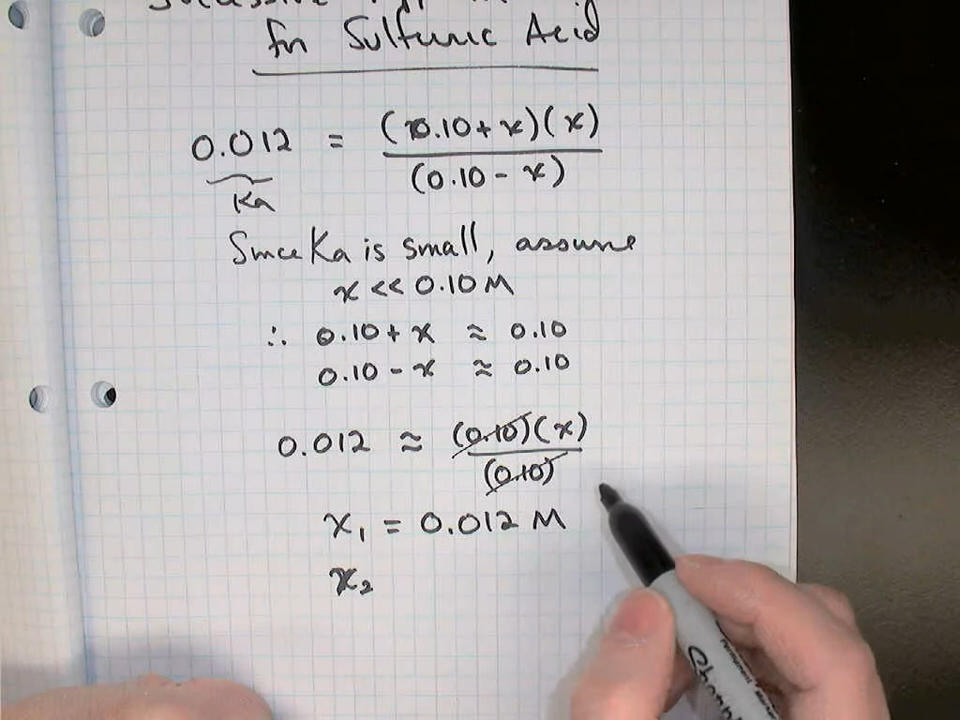 for Sulfuric Acid
0.012 = (0.10 + x)(x)
(0.10 - x)
Ka
Since Ka is small, assume
x << 0.10 M
∴ 0.10 + x ≈ 0.10
0.10 - x ≈ 0.10
0.012 ≈ (0.10)(x)
(0.10)
x₁ = 0.012 M
x₂